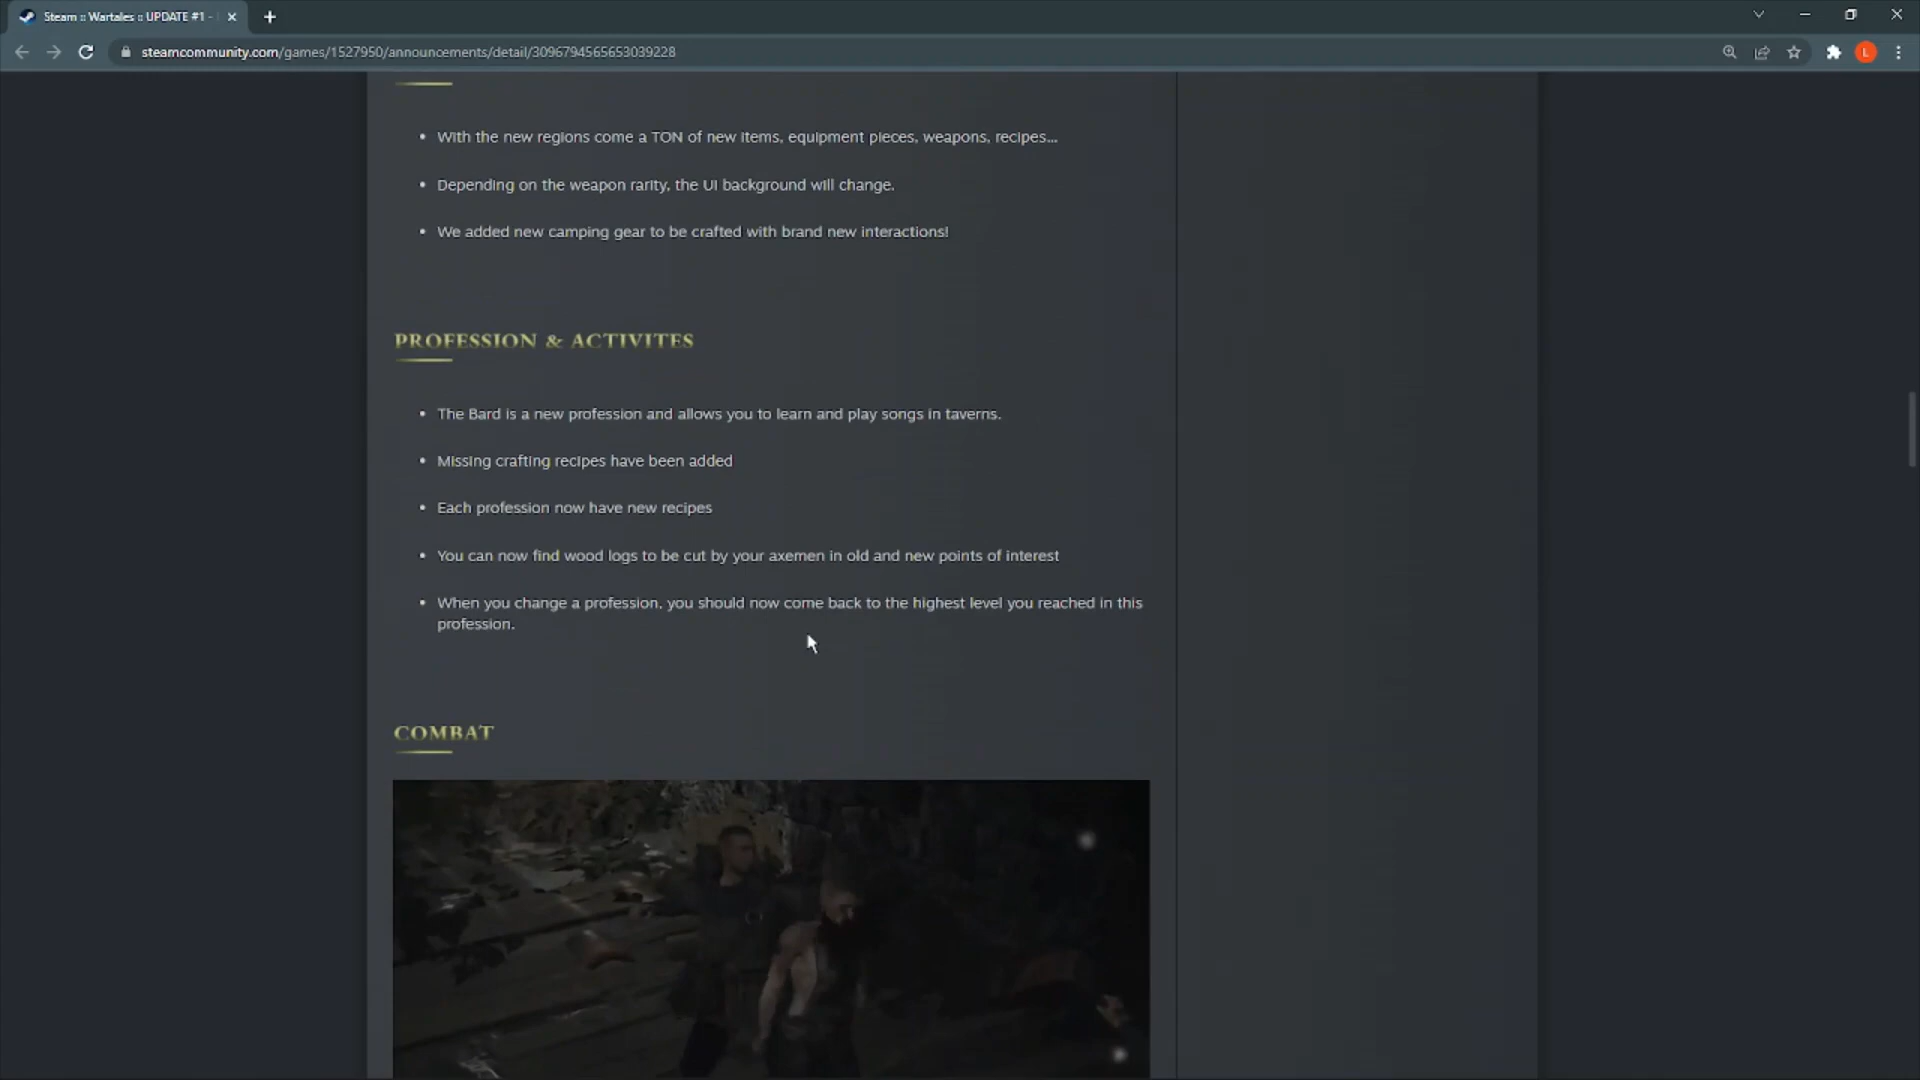 Steam :: Wartales :: UPDATE #1 -
steamcommunity.com/games/1527950/announcements/detail/3096794565653039228
L
• With the new regions come a TON of new items, equipment pieces, weapons, recipes...
• Depending on the weapon rarity, the UI background will change.
• We added new camping gear to be crafted with brand new interactions!
PROFESSION & ACTIVITES
• The Bard is a new profession and allows you to learn and play songs in taverns.
• Missing crafting recipes have been added
• Each profession now have new recipes
• You can now find wood logs to be cut by your axemen in old and new points of interest
• When you change a profession, you should now come back to the highest level you reached in this
profession.
COMBAT